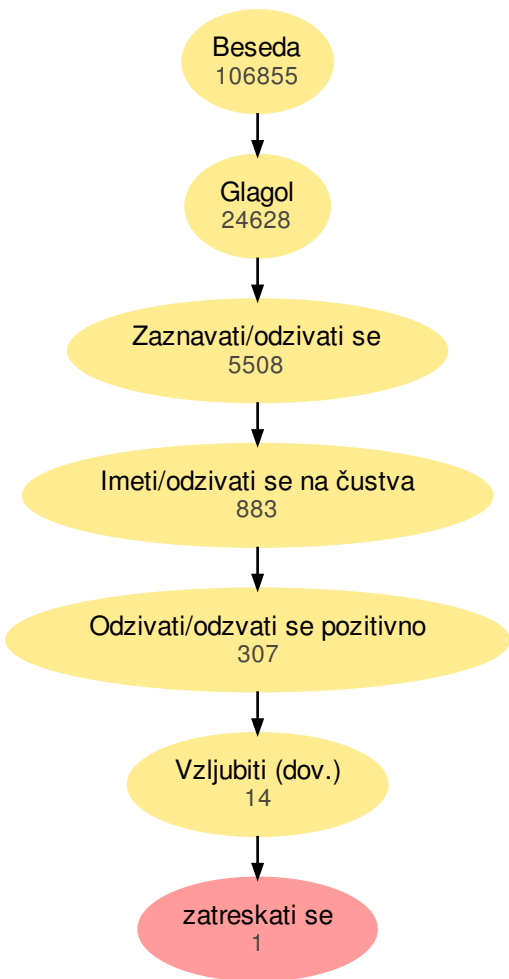 Beseda
106855
Glagol
24628
Zaznavati/odzivati se
5508
Imeti/odzivati se na čustva
883
Odzivati/odzvati se pozitivno
307
Vzljubiti (dov.)
14
zatreskati se
1